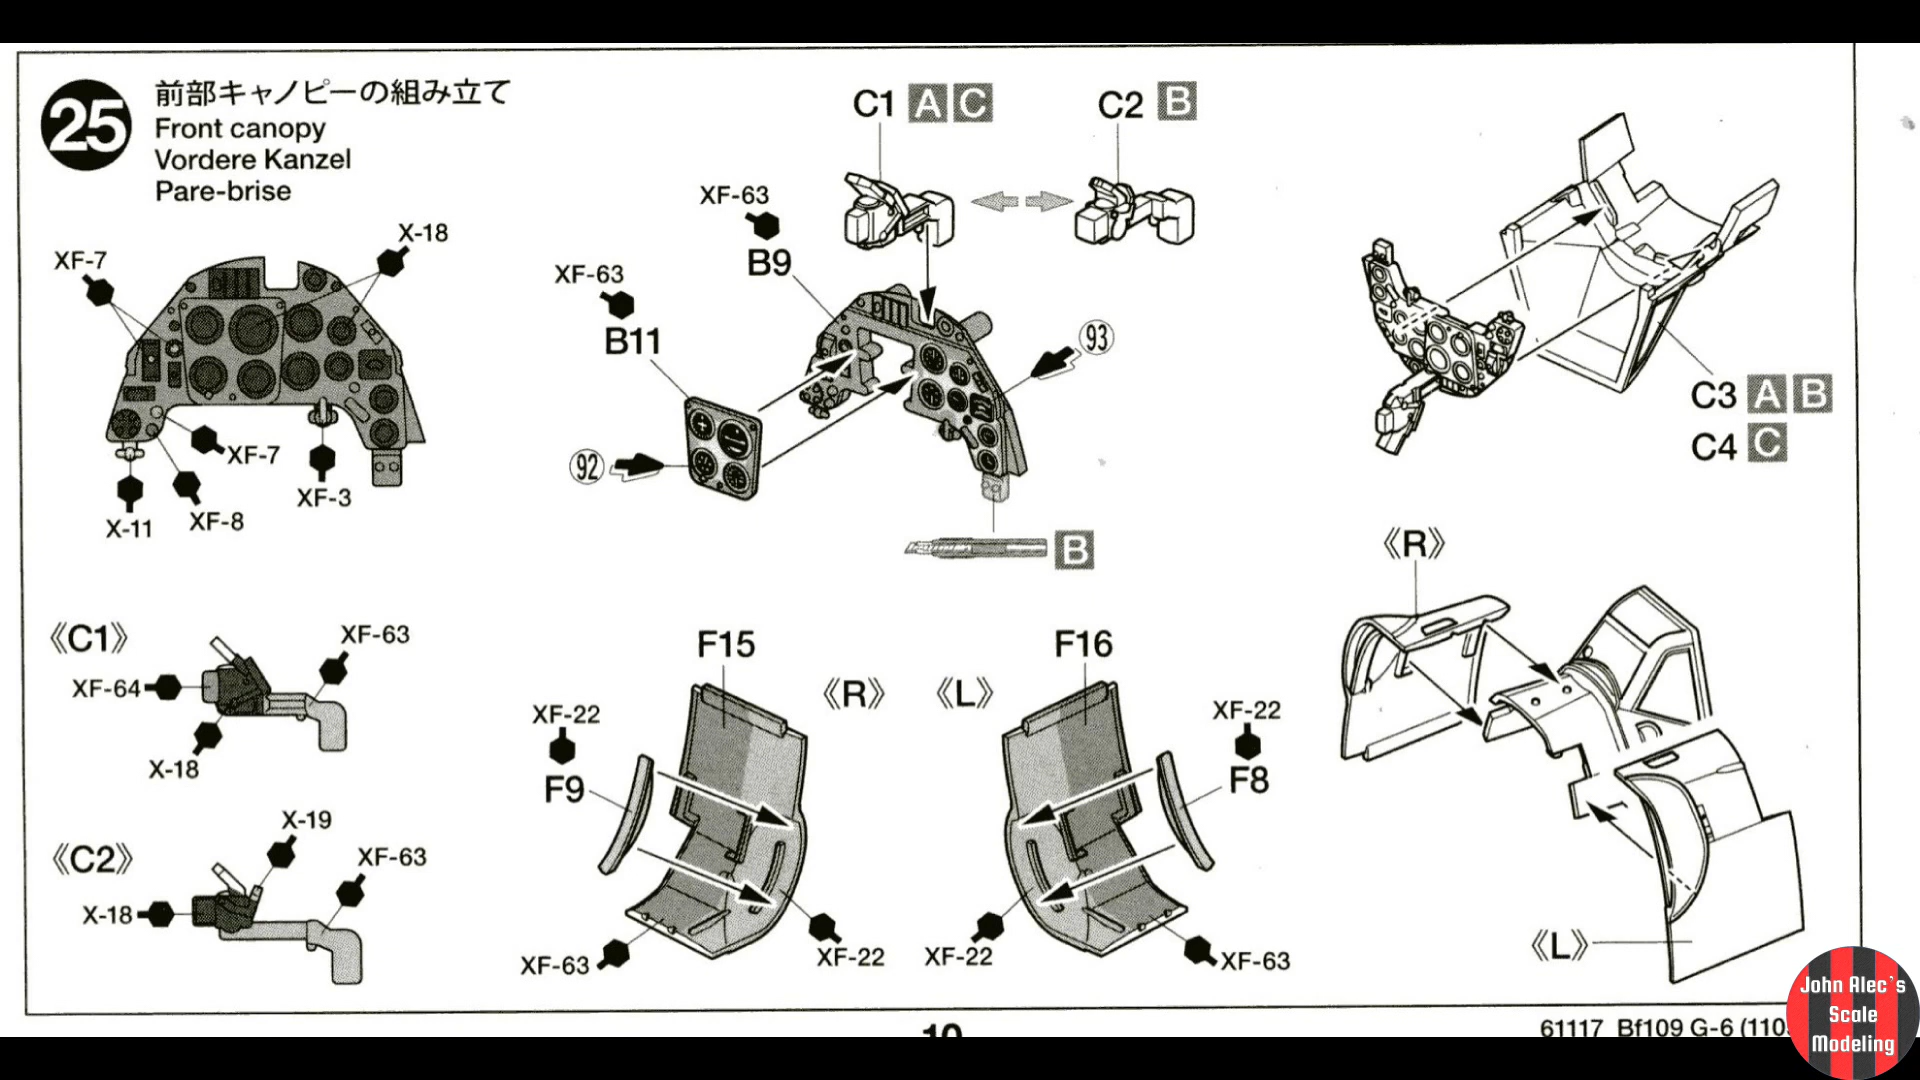 25
前部キャノピーの組み立て
Front canopy
Vordere Kanzel
Pare-brise
XF-7
X-18
XF-7
XF-3
X-11
XF-8
C1 A C
C2 B
XF-63
B9
XF-63
B11
92
93
B
C3 A B
C4 C
《C1》
XF-63
XF-64
X-18
《C2》
X-19
XF-63
X-18
F15
《R》
XF-22
F9
XF-63
XF-22
F16
《L》
XF-22
F8
XF-22
XF-63
《R》
《L》
10
61117 Bf109 G-6 (110
John Alec's
Scale
Modeling